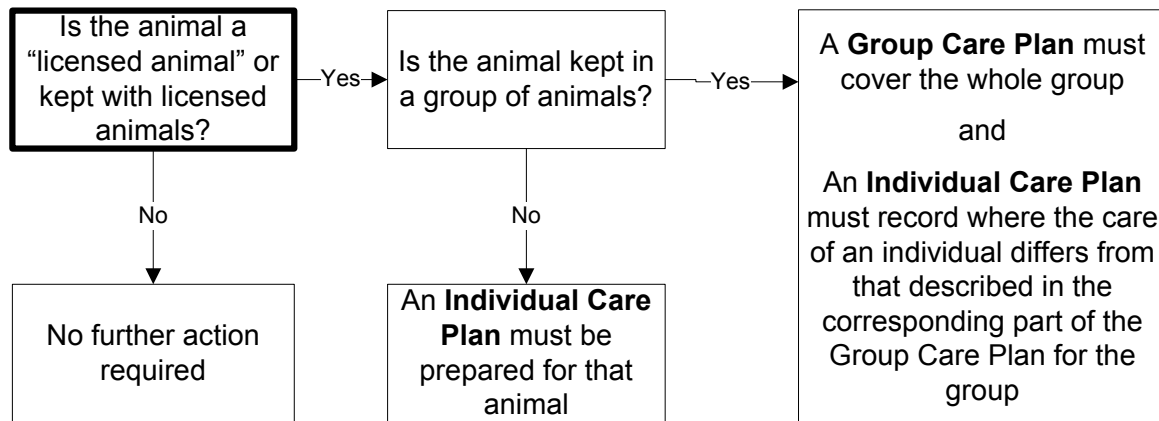 Is the animal a
“licensed animal” or
kept with licensed
animals?
Yes
Is the animal kept in
a group of animals?
Yes
A Group Care Plan must
cover the whole group
and
An Individual Care Plan
must record where the care
of an individual differs from
that described in the
corresponding part of the
Group Care Plan for the
group
No
No
No further action
required
An Individual Care
Plan must be
prepared for that
animal